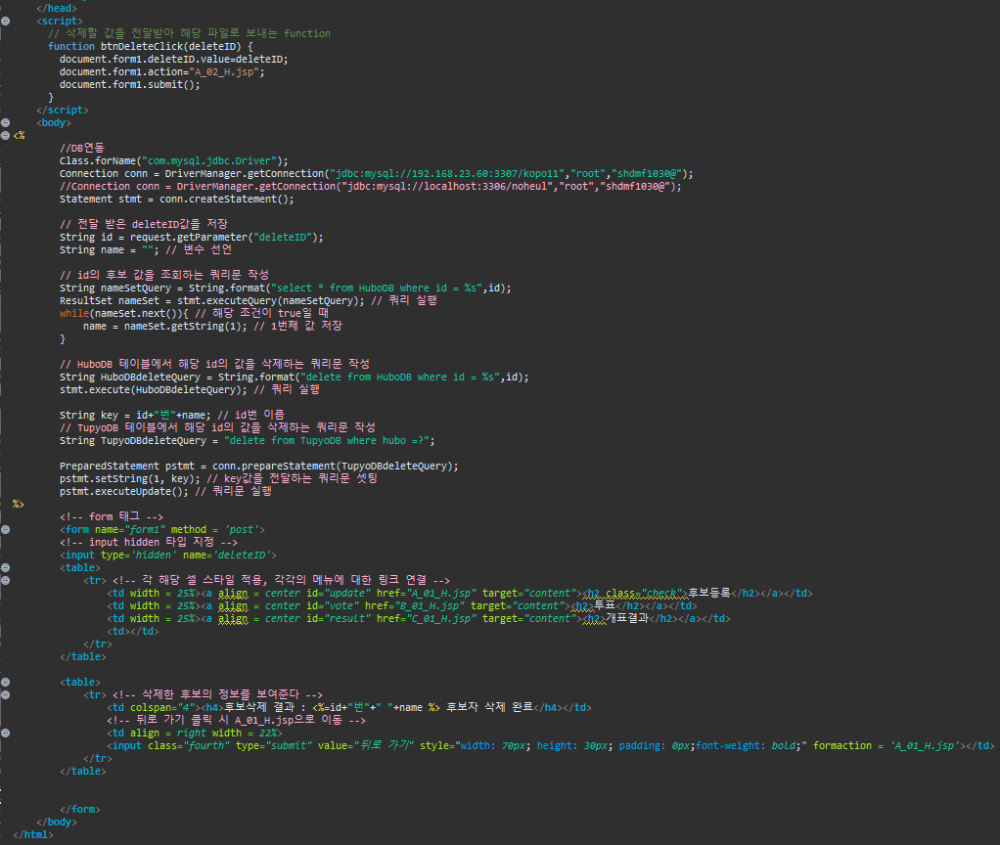 </head>
<script>
// 삭제할 값을 전달받아 해당 파일로 보내는 function
function btnDeleteClick(deleteID) {
document.form1.deleteID.value=deleteID;
document.form1.action="A_02_H.jsp";
document.form1.submit();
}
</script>
<body>
<%
//DB연동
Class.forName("com.mysql.jdbc.Driver");
Connection conn = DriverManager.getConnection("jdbc:mysql://192.168.23.60:3307/kopo11","root","shdmf1030@");
//Connection conn = DriverManager.getConnection("jdbc:mysql://localhost:3306/noheul","root","shdmf1030@");
Statement stmt = conn.createStatement();
// 전달 받은 deleteID값을 저장
String id = request.getParameter("deleteID");
String name = ""; // 변수 선언
// id의 후보 값을 조회하는 쿼리문 작성
String nameSetQuery = String.format("select * from HuboDB where id = %s",id);
ResultSet nameSet = stmt.executeQuery(nameSetQuery); // 쿼리 실행
while(nameSet.next()){ // 해당 조건이 true일 때
name = nameSet.getString(1); // 1번째 값 저장
}
// HuboDB 테이블에서 해당 id의 값을 삭제하는 쿼리문 작성
String HuboDBdeleteQuery = String.format("delete from HuboDB where id = %s",id);
stmt.execute(HuboDBdeleteQuery); // 쿼리 실행
String key = id+"번"+name; // id번 이름
// TupyoDB 테이블에서 해당 id의 값을 삭제하는 쿼리문 작성
String TupyoDBdeleteQuery = "delete from TupyoDB where hubo =?";
PreparedStatement pstmt = conn.prepareStatement(TupyoDBdeleteQuery);
pstmt.setString(1, key); // key값을 전달하는 쿼리문 셋팅
pstmt.executeUpdate(); // 쿼리문 실행
%>
<!-- form 태그 -->
<form name="form1" method = 'post'>
<!-- input hidden 타입 지정 -->
<input type='hidden' name='deleteID'>
<table>
<tr> <!-- 각 해당 셀 스타일 적용, 각각의 메뉴에 대한 링크 연결 -->
<td width = 25%><a align = center id="update" href="A_01_H.jsp" target="content"><h2 class="check">후보등록</h2></a></td>
<td width = 25%><a align = center id="vote" href="B_01_H.jsp" target="content"><h2>투표</h2></a></td>
<td width = 25%><a align = center id="result" href="C_01_H.jsp" target="content"><h2>개표결과</h2></a></td>
<td></td>
</tr>
</table>
<table>
<tr> <!-- 삭제한 후보의 정보를 보여준다 -->
<td colspan="4"><h4>후보삭제 결과 : <%=id+"번"+" "+name %> 후보자 삭제 완료</h4></td>
<!-- 뒤로 가기 클릭 시 A_01_H.jsp으로 이동 -->
<td align = right width = 22%>
<input class="fourth" type="submit" value="뒤로 가기" style="width: 70px; height: 30px; padding: 0px;font-weight: bold;" formaction = 'A_01_H.jsp'></td>
</tr>
</table>
</form>
</body>
</html>